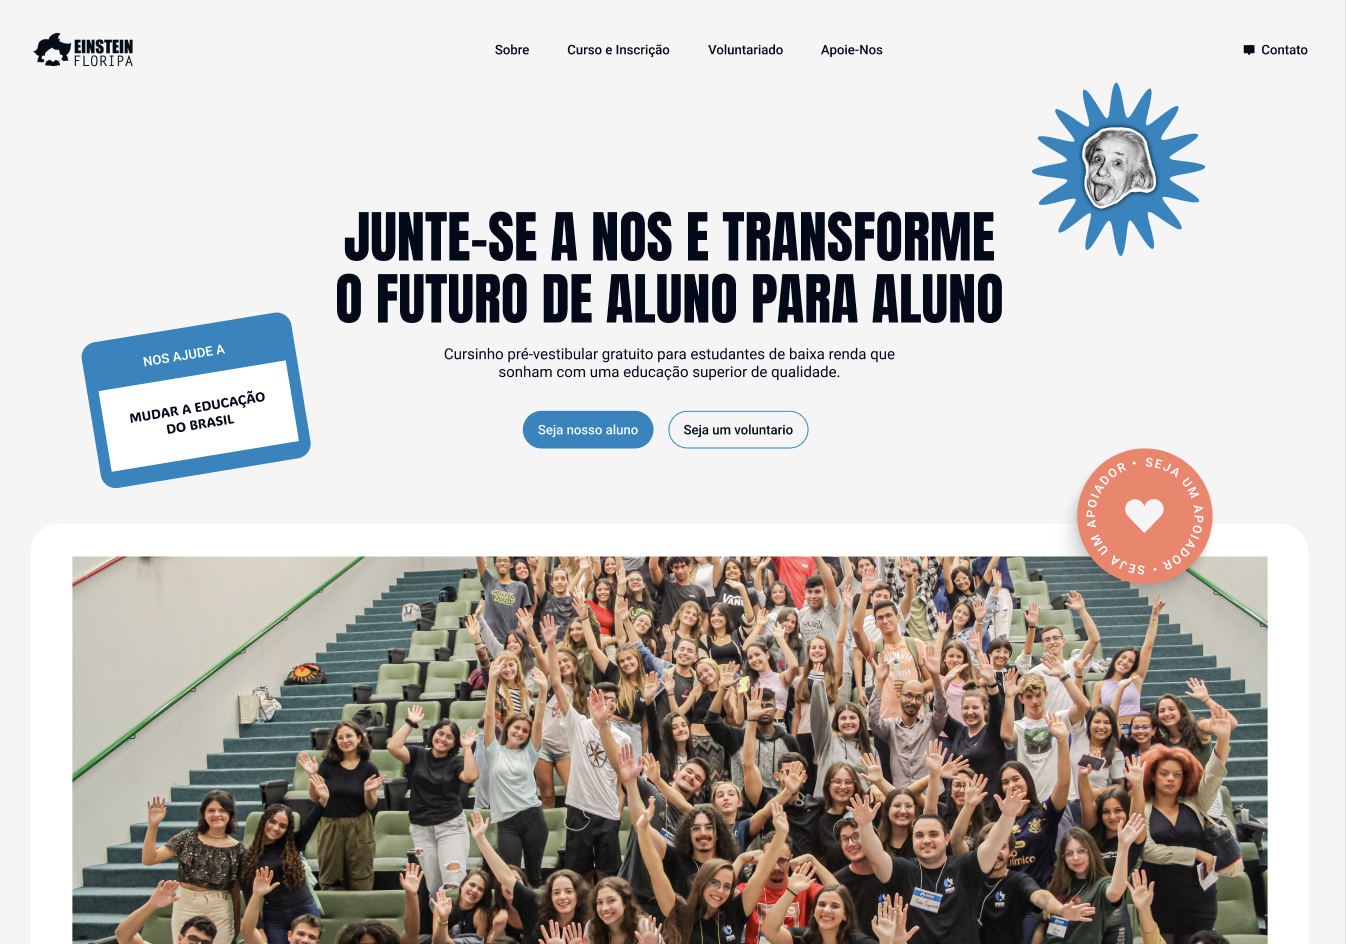 EINSTEIN
FLORIPA
Sobre
Curso e Inscrição
Voluntariado
Apoie-Nos
Contato
JUNTE-SE A NOS E TRANSFORME
O FUTURO DE ALUNO PARA ALUNO
NOS AJUDE A
MUDAR A EDUCAÇÃO
DO BRASIL
Cursinho pré-vestibular gratuito para estudantes de baixa renda que
sonham com uma educação superior de qualidade.
Seja nosso aluno
Seja um voluntario
SEJA UM APOIADOR • SEJA UM APOIADOR •
VANS